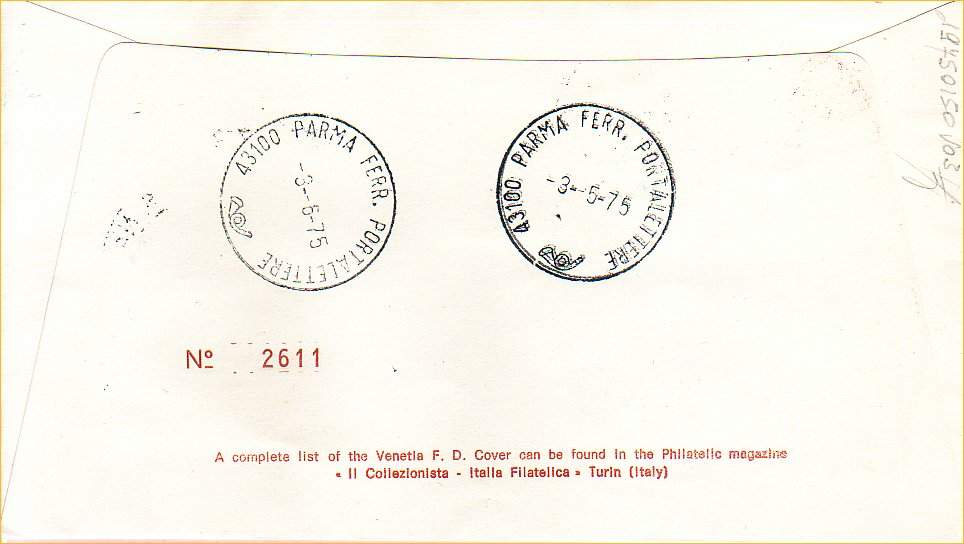 43100 PARMA FERR. PORTALETTERE
-3--6-75
43100 PARMA FERR. PORTALETTERE
-3--5-75
Nº 2611
A complete list of the Venetia F. D. Cover can be found in the Philatelic magazine
« Il Collezionista - Italia Filatelica » Turin (Italy)